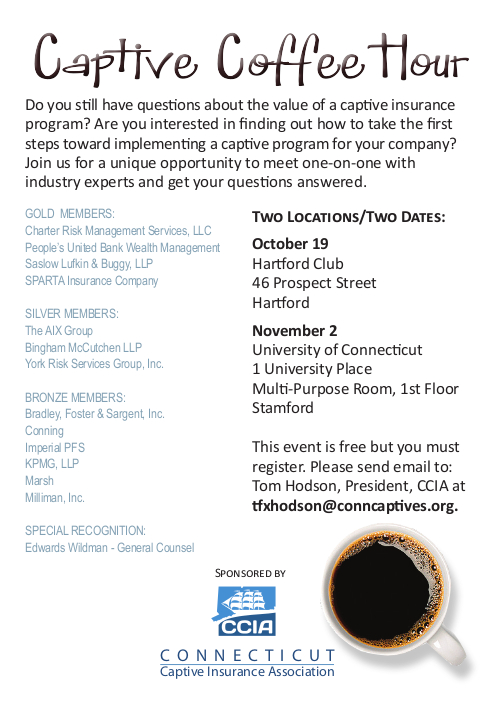 Captive Coffee Hour
Do you still have questions about the value of a captive insurance
program? Are you interested in finding out how to take the first
steps toward implementing a captive program for your company?
Join us for a unique opportunity to meet one-on-one with
industry experts and get your questions answered.
GOLD MEMBERS:
Charter Risk Management Services, LLC
People's United Bank Wealth Management
Saslow Lufkin & Buggy, LLP
SPARTA Insurance Company
SILVER MEMBERS:
The AIX Group
Bingham McCutchen LLP
York Risk Services Group, Inc.
BRONZE MEMBERS:
Bradley, Foster & Sargent, Inc.
Conning
Imperial PFS
KPMG, LLP
Marsh
Milliman, Inc.
SPECIAL RECOGNITION:
Edwards Wildman - General Counsel
TWO LOCATIONS/TWO DATES:
October 19
Hartford Club
46 Prospect Street
Hartford
November 2
University of Connecticut
1 University Place
Multi-Purpose Room, 1st Floor
Stamford
This event is free but you must
register. Please send email to:
Tom Hodson, President, CCIA at
tfxhodson@conncaptives.org.
SPONSORED BY
CCIA
CONNECTICUT
Captive Insurance Association